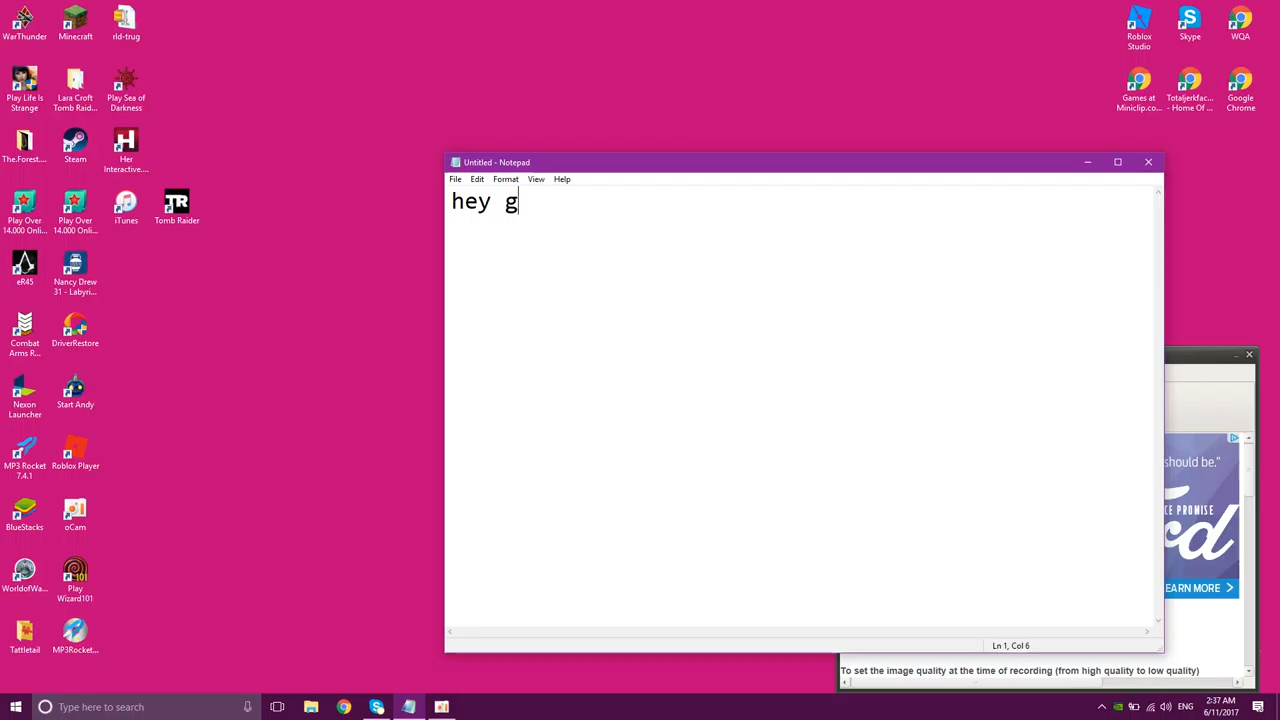 WarThunder
Minecraft
rld-trug
Play Life Is
Strange
Lara Croft
Tomb Raid...
Play Sea of
Darkness
The.Forest....
Steam
Her
Interactive....
Play Over
14.000 Onli...
Play Over
14.000 Onli...
iTunes
TR
Tomb Raider
eR45
Nancy Drew
31 - Labyri...
Combat
Arms R...
DriverRestore
Nexon
Launcher
Start Andy
MP3 Rocket
7.4.1
Roblox Player
BlueStacks
oCam
WorldofWa...
101
Play
Wizard101
Tattletail
MP3Rocket...
Roblox
Studio
Skype
WQA
Games at
Miniclip.co...
Totaljerkfac...
- Home Of ...
Google
Chrome
Untitled - Notepad
File Edit Format View Help
hey g
Ln 1, Col 6
should be."
CE PROMISE
EARN MORE
To set the image quality at the time of recording (from high quality to low quality)
Type here to search
ENG
2:37 AM
6/11/2017